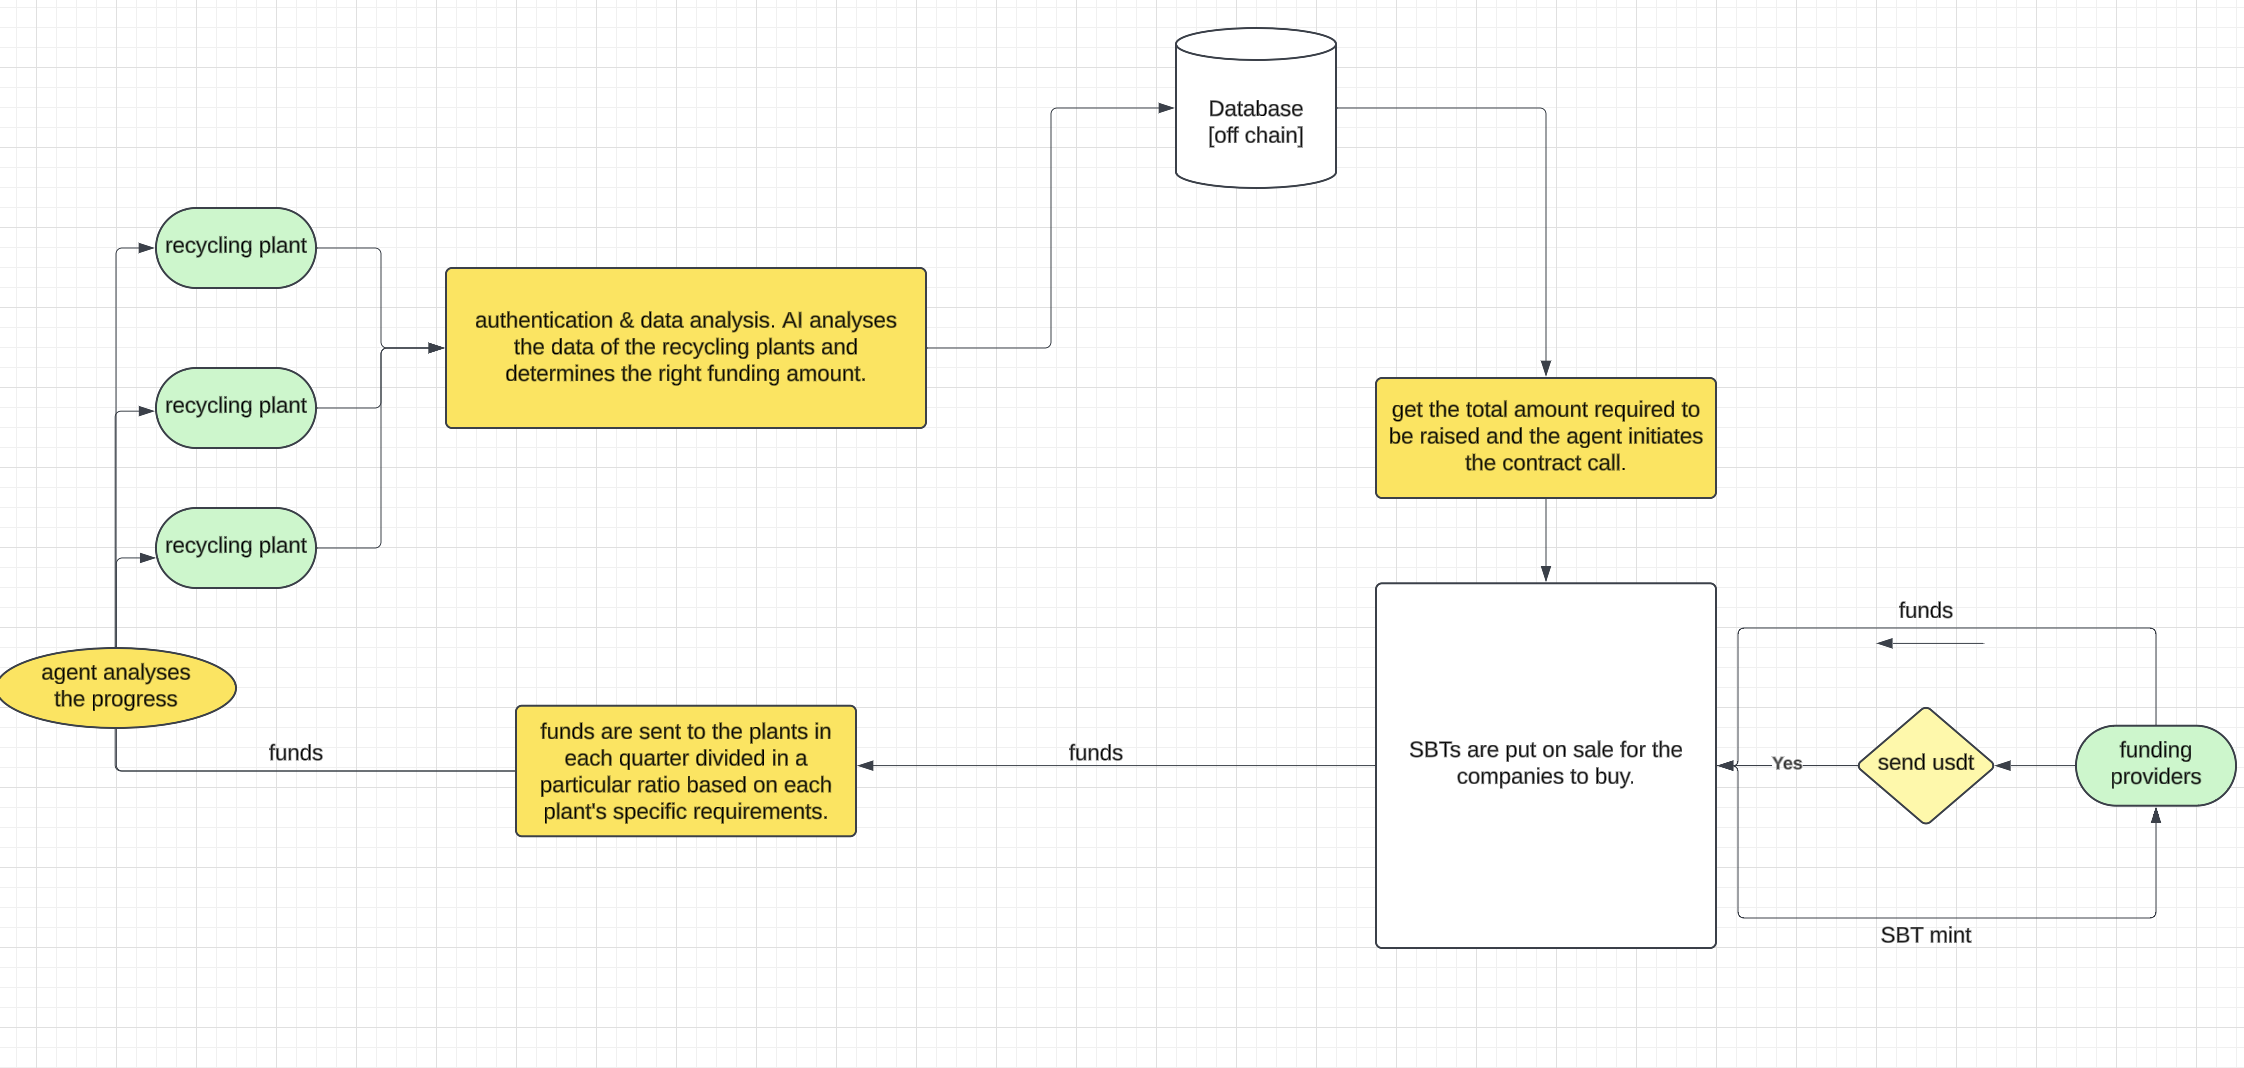 Database
[off chain]
recycling plant
authentication & data analysis. AI analyses
the data of the recycling plants and
determines the right funding amount.
recycling plant
get the total amount required to
be raised and the agent initiates
the contract call.
recycling plant
funds
agent analyses
the progress
funds
funds are sent to the plants in
each quarter divided in a
particular ratio based on each
plant's specific requirements.
funds
SBTs are put on sale for the
companies to buy.
Yes
send usdt
funding
providers
SBT mint